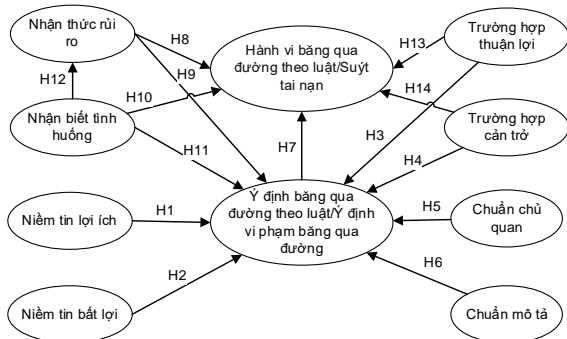 Nhận thức rủi
ro
H8
Hành vi băng qua
đường theo luật/Suýt
tai nạn
H13
Trường hợp
thuận lợi
H12
H9
H10
H14
Nhận biết tình
huống
H11
H7
H3
Trường hợp
cản trở
H4
Niềm tin lợi ích
H1
Ý định băng qua
đường theo luật/Ý định
vi phạm băng qua
đường
H5
Chuẩn chủ
quan
H2
H6
Niềm tin bất lợi
Chuẩn mô tả